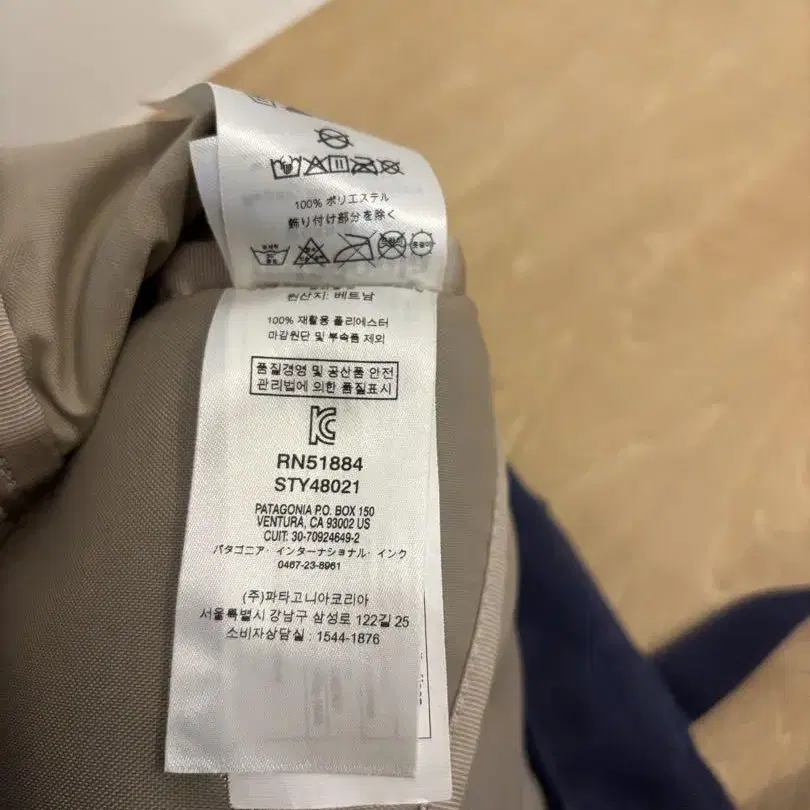 100% ポリエステル
飾り付け部分を除く
원산지: 베트남
100% 재활용 폴리에스터
마감원단 및 부속품 제외
품질경영 및 공산품 안전
관리법에 의한 품질표시
RN51884
STY48021
PATAGONIA P.O. BOX 150
VENTURA, CA 93002 US
CUIT: 30-70924649-2
パタゴニア・インターナショナル・インク
0467-23-8961
(주)파타고니아코리아
서울특별시 강남구 삼성로 122길 25
소비자상담실 : 1544-1876